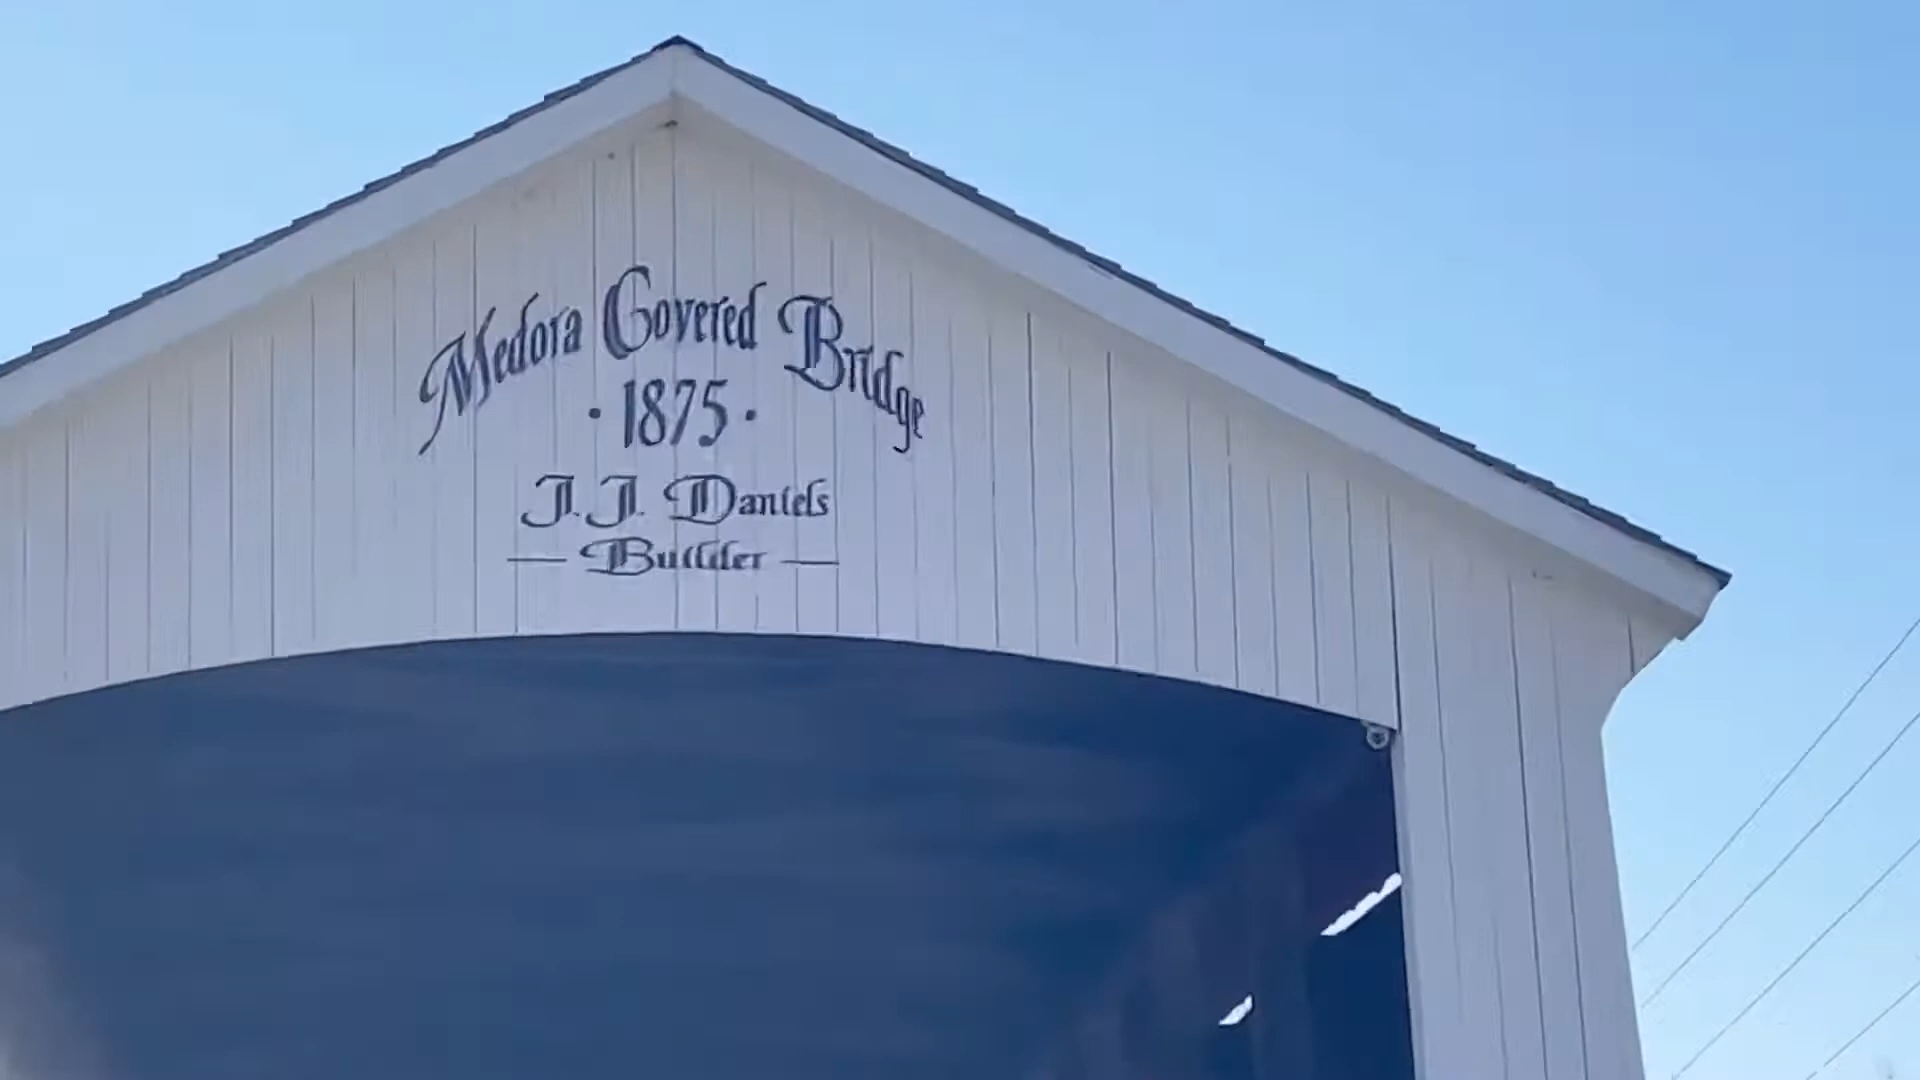 Medora Covered Bridge
· 1875 ·
J. J. Daniels
— Builder —